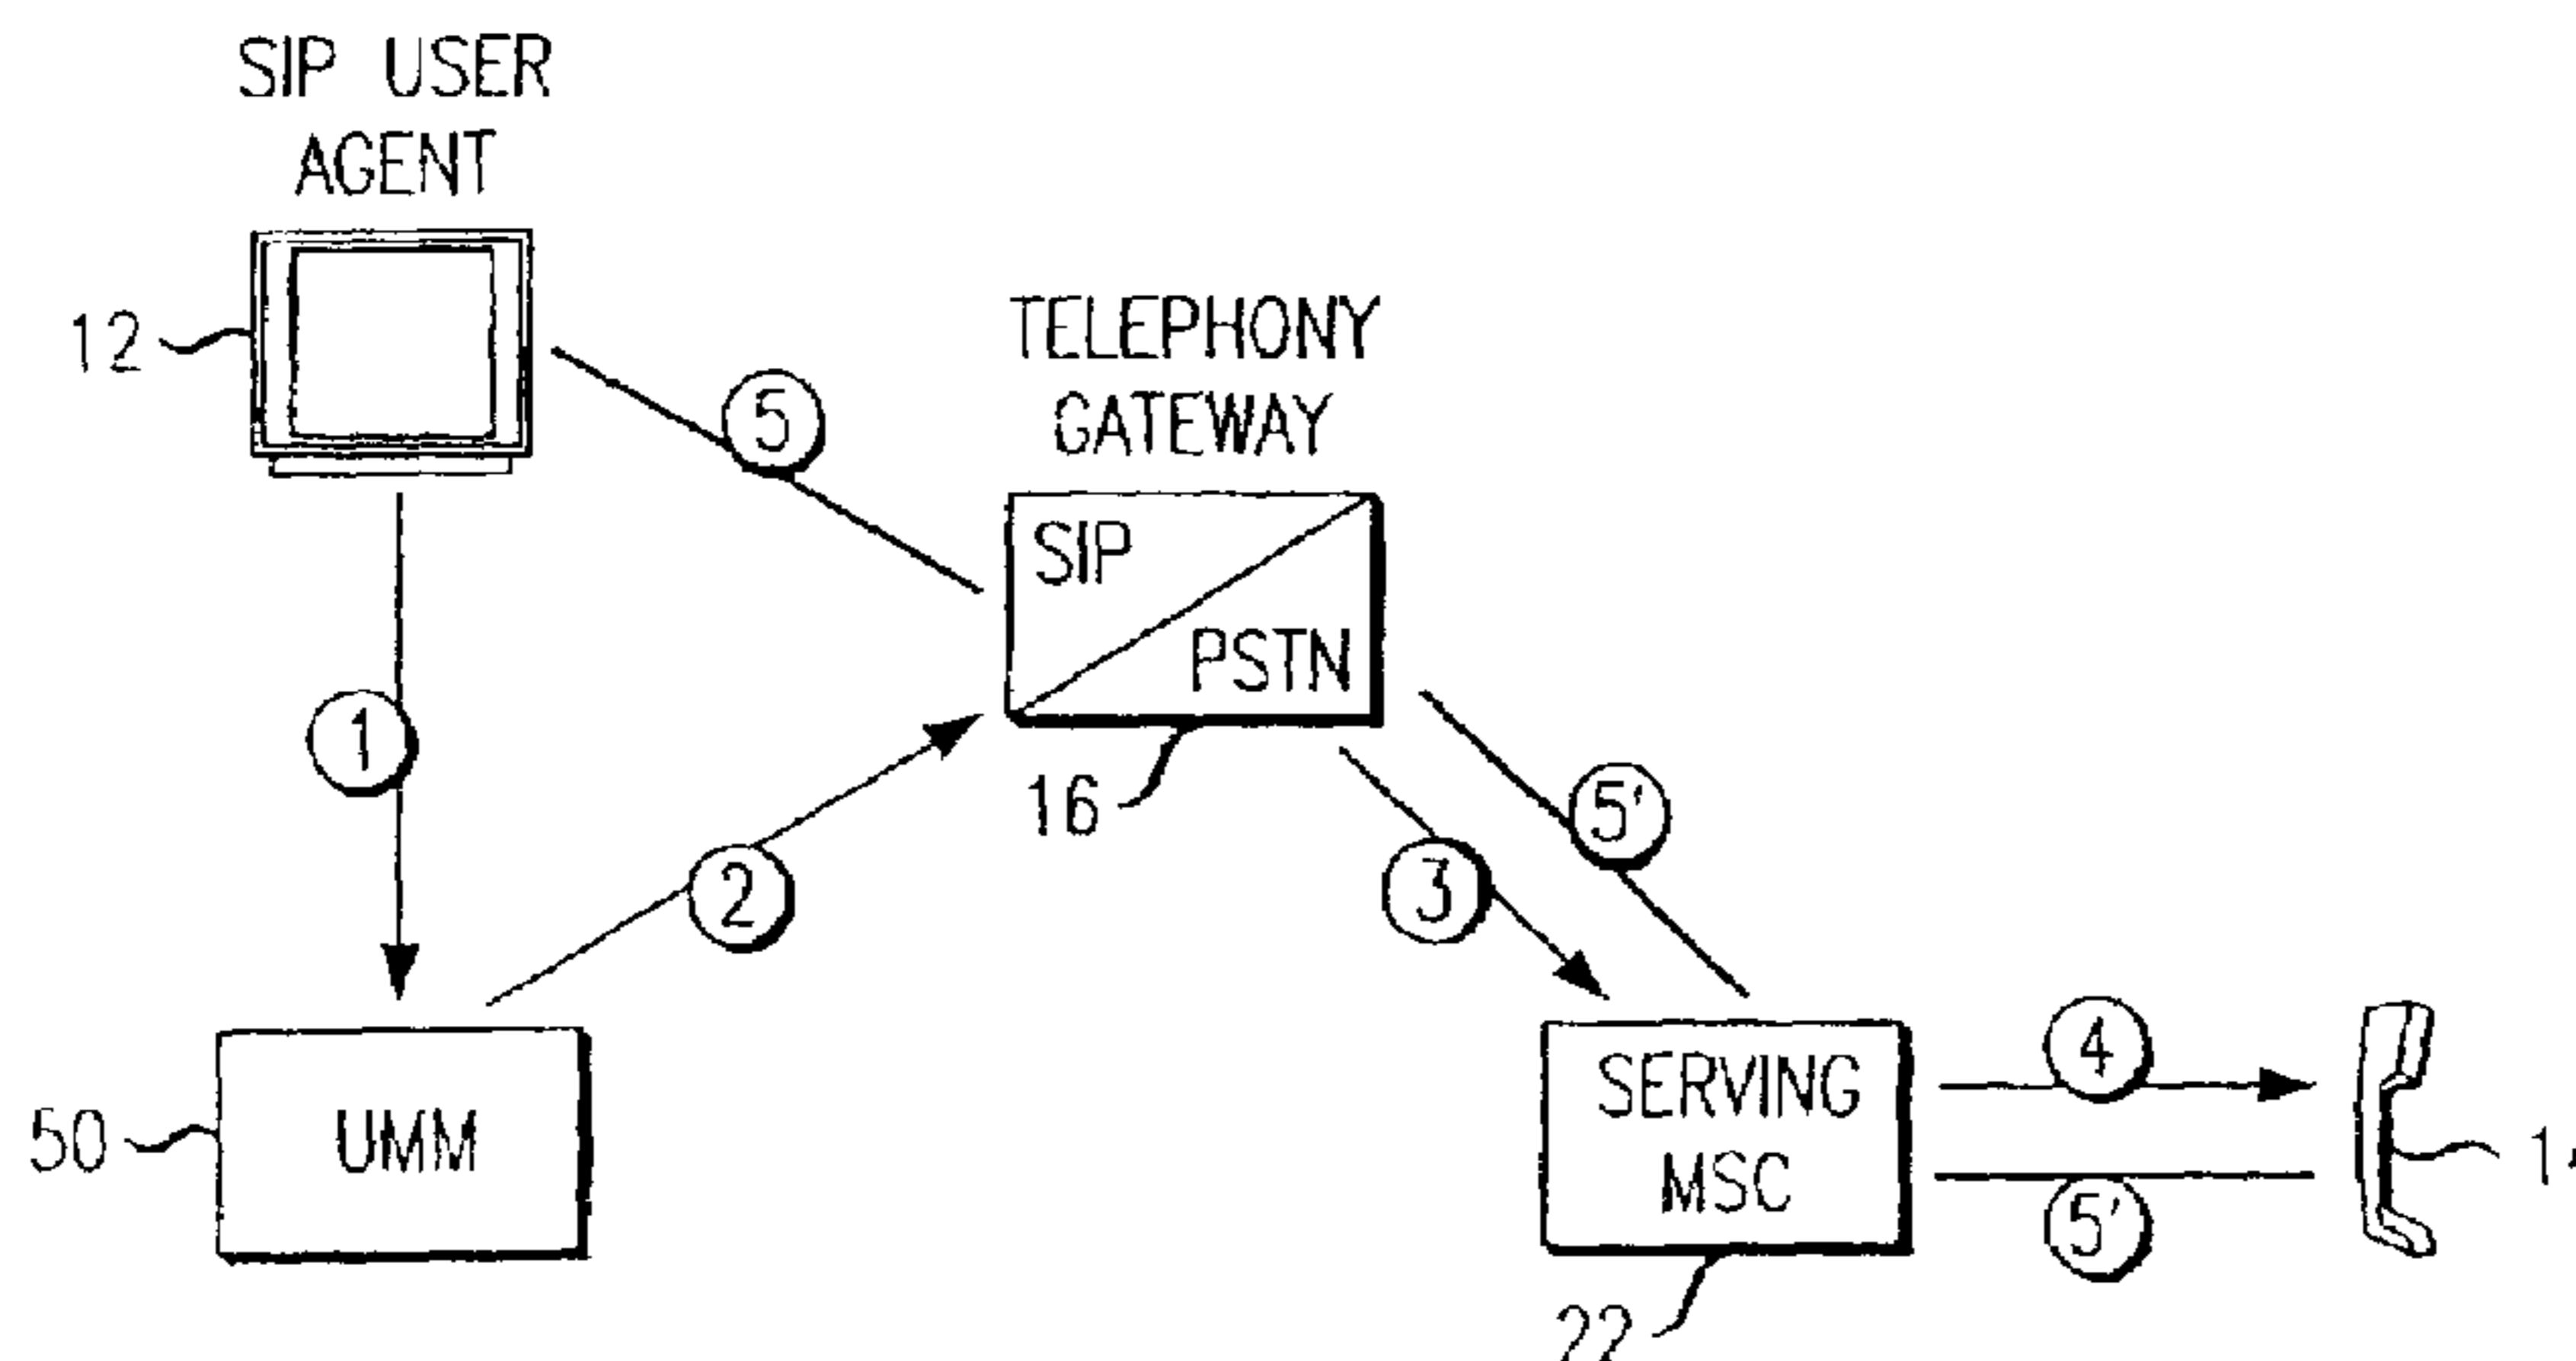 SIP USER
AGENT
12
5
TELEPHONY
GATEWAY
SIP
PSTN
16
1
2
5'
3
50
UMM
SERVING
MSC
22
4
5'